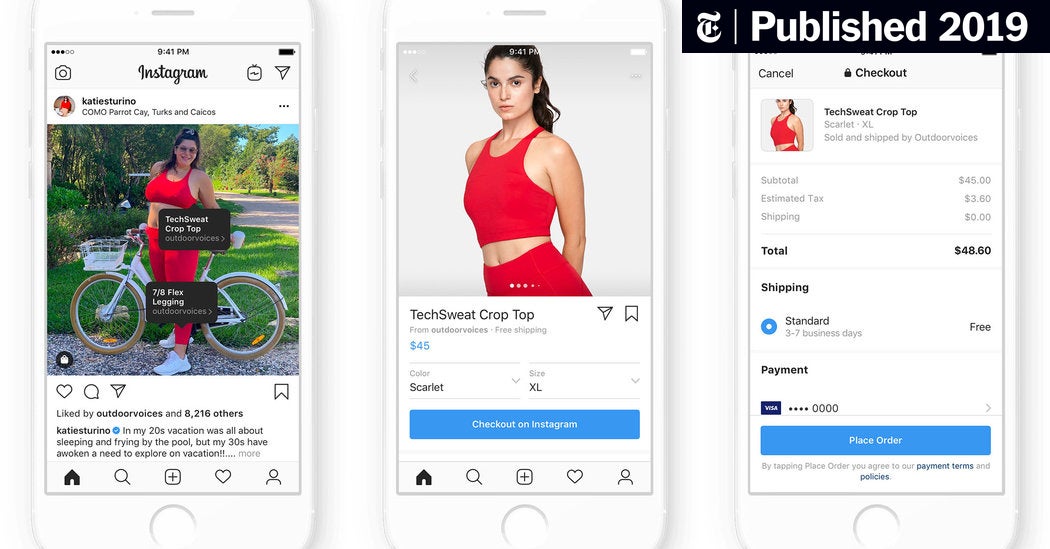 Published 2019
9:41 PM
Instagram
katiesturino
COMO Parrot Cay, Turks and Caicos
TechSweat
Crop Top
outdoorvoices >
7/8 Flex
Legging
outdoorvoices >
Liked by outdoorvoices and 8,216 others
katiesturino In my 20s vacation was all about
sleeping and frying by the pool, but my 30s have
awoken a need to explore on vacation!!.... more
9:41 PM
TechSweat Crop Top
From outdoorvoices · Free shipping
$45
Color
Scarlet
Size
XL
Checkout on Instagram
Cancel
Checkout
TechSweat Crop Top
Scarlet · XL
Sold and shipped by Outdoorvoices
Subtotal
$45.00
Estimated Tax
$3.60
Shipping
$0.00
Total
$48.60
Shipping
Standard
3-7 business days
Free
Payment
VISA •••• 0000
Place Order
By tapping Place Order you agree to our payment terms and
policies.